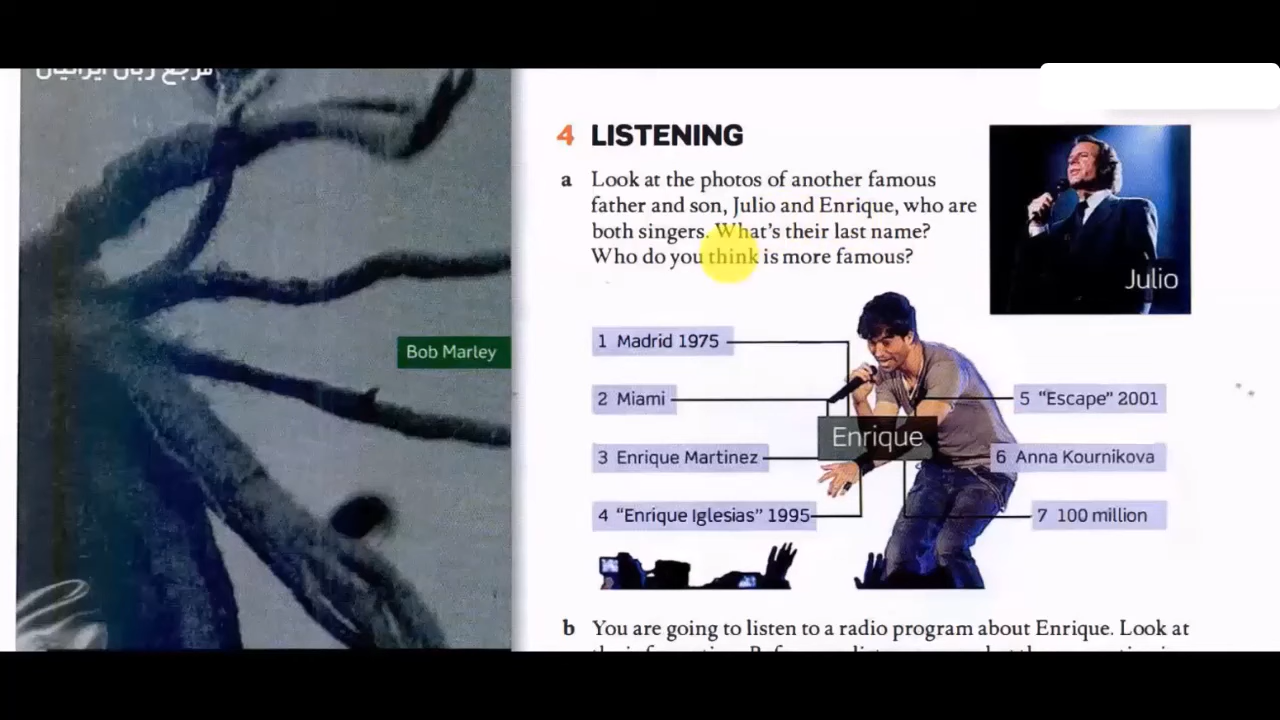 مرجع زبان ایرانیان
4 LISTENING
a Look at the photos of another famous
father and son, Julio and Enrique, who are
both singers. What's their last name?
Who do you think is more famous?
Julio
Bob Marley
1 Madrid 1975
2 Miami
3 Enrique Martinez
4 "Enrique Iglesias" 1995
Enrique
5 "Escape" 2001
6 Anna Kournikova
7 100 million
b You are going to listen to a radio program about Enrique. Look at